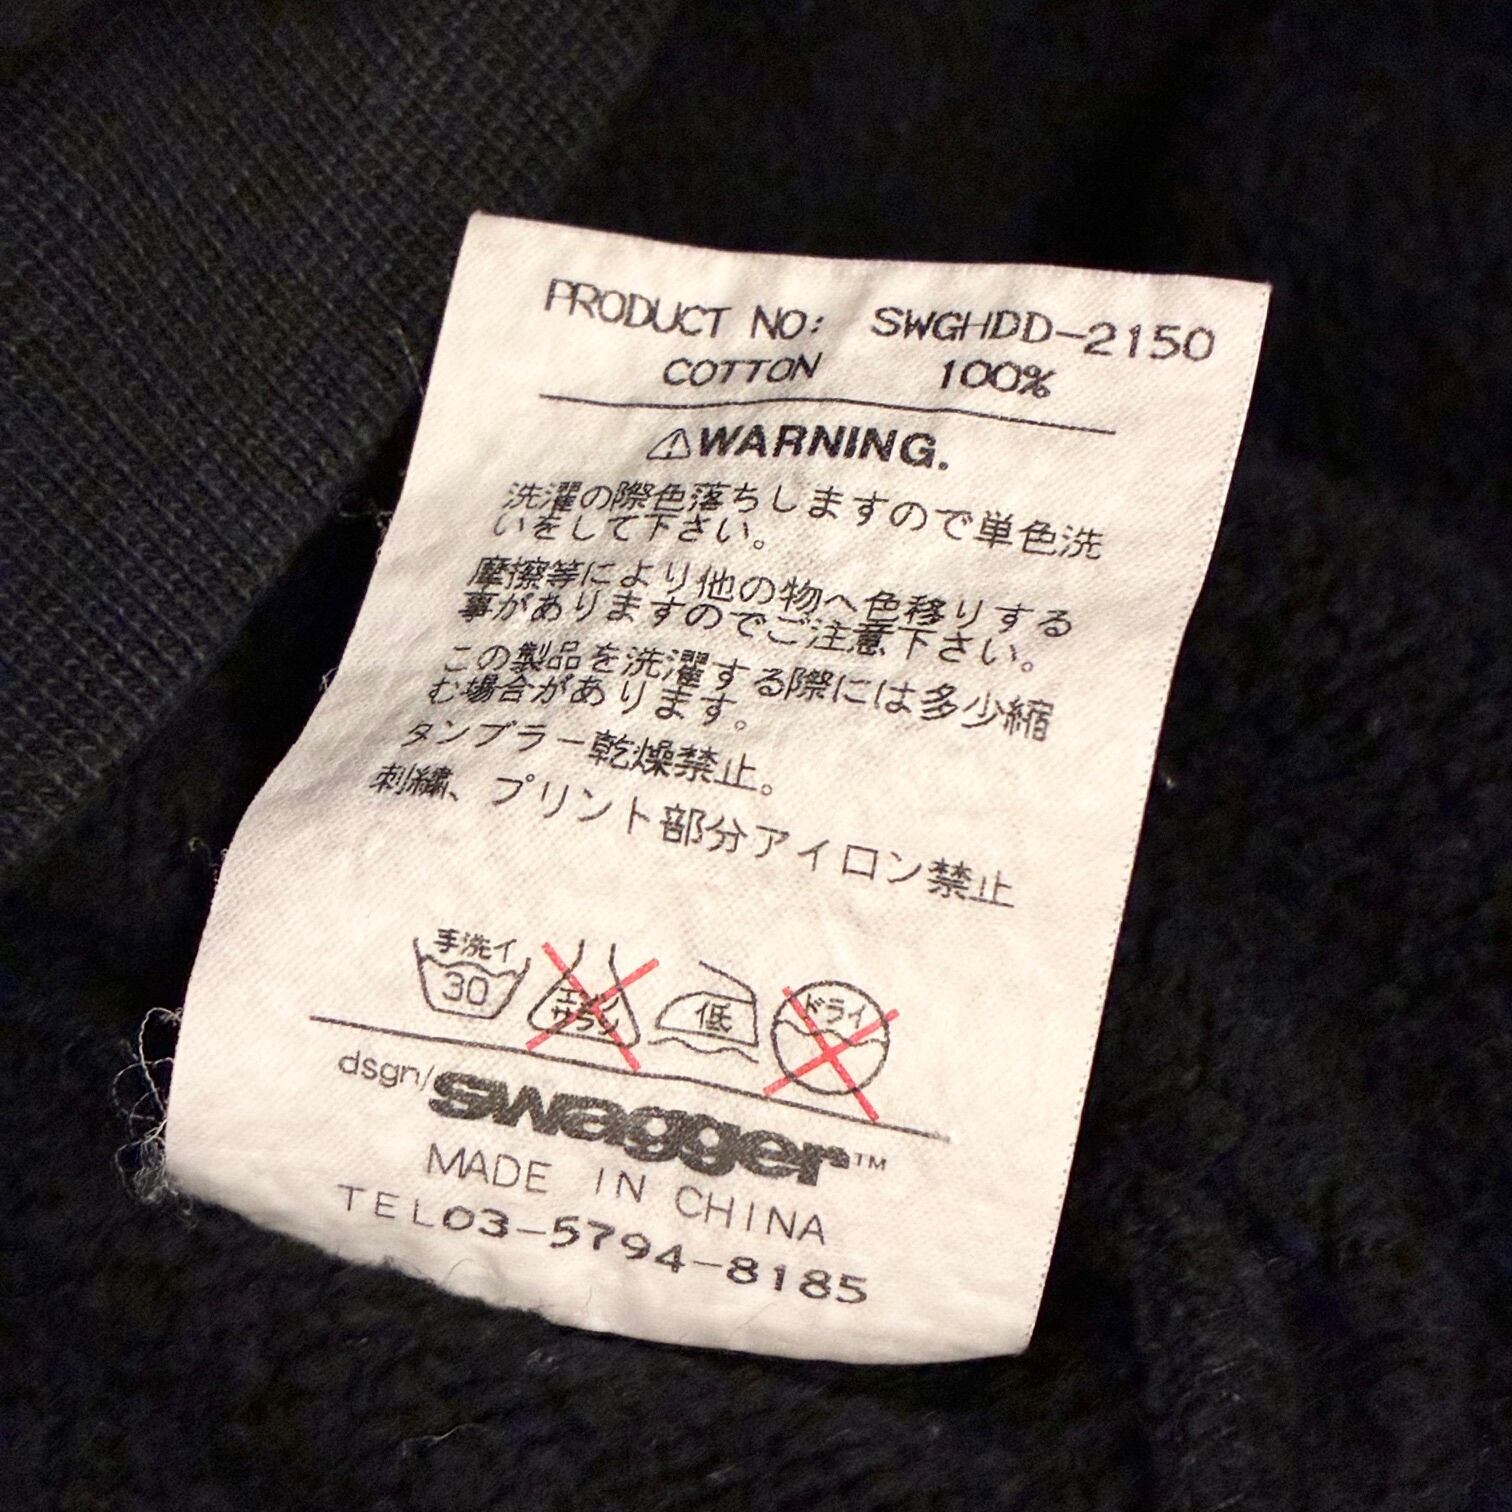 PRODUCT NO: SWGHDD-2150
COTTON 100%
⚠WARNING.
洗濯の際色落ちしますので単色洗
いをして下さい。
摩擦等により他の物へ色移りする
事がありますのでご注意下さい。
この製品を洗濯する際には多少縮
む場合があります。
タンブラー乾燥禁止。
刺繍、プリント部分アイロン禁止
手洗イ
30
エンソ
サラシ
低
ドライ
dsgn/swagger™
MADE IN CHINA
TEL03-5794-8185